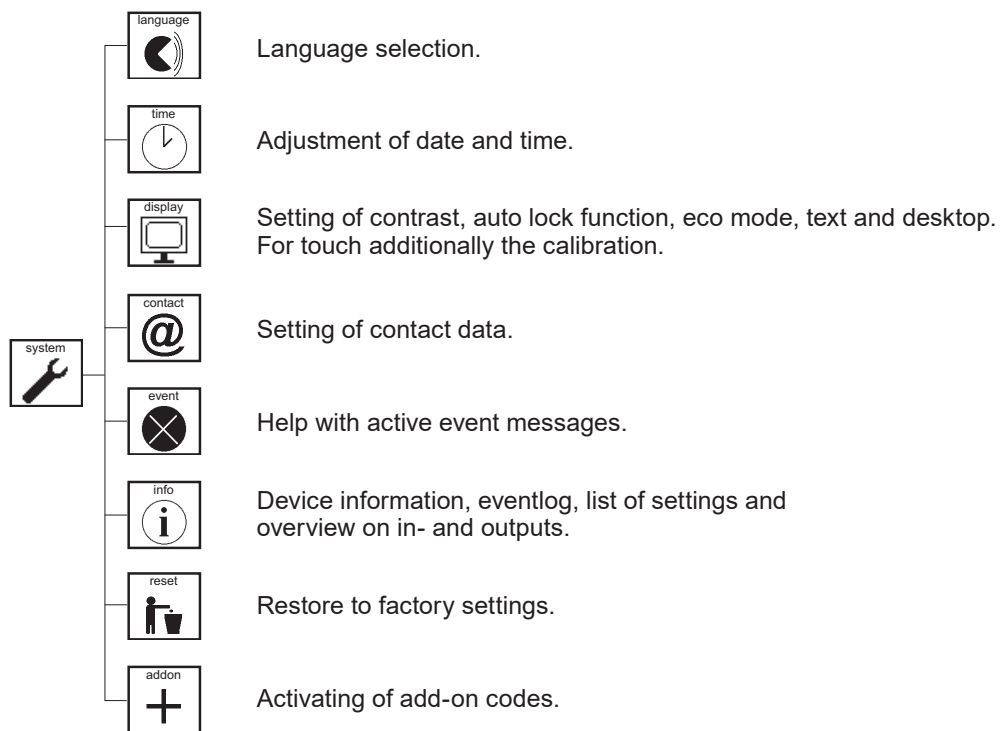 language
Language selection.
time
Adjustment of date and time.
display
Setting of contrast, auto lock function, eco mode, text and desktop.
For touch additionally the calibration.
contact
@
Setting of contact data.
system
event
Help with active event messages.
info
i
Device information, eventlog, list of settings and
overview on in- and outputs.
reset
Restore to factory settings.
addon
+
Activating of add-on codes.